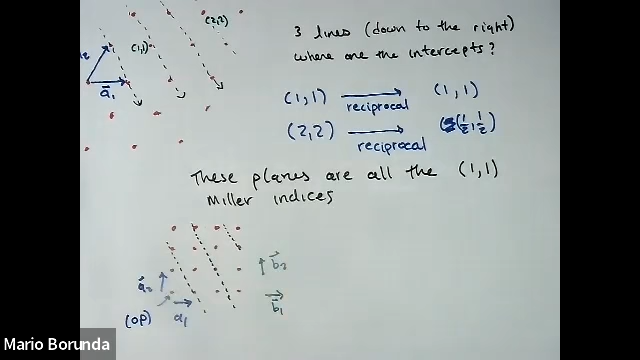 (2,2)
3 lines (down to the right)
where are the intercepts?
(1,1)
a₁
(1,1) reciprocal (1,1)
(2,2) reciprocal (½,½)
These planes are all the (1,1)
Miller indices
b₂
a₂
b₁
(OP)
a₁
Mario Borunda